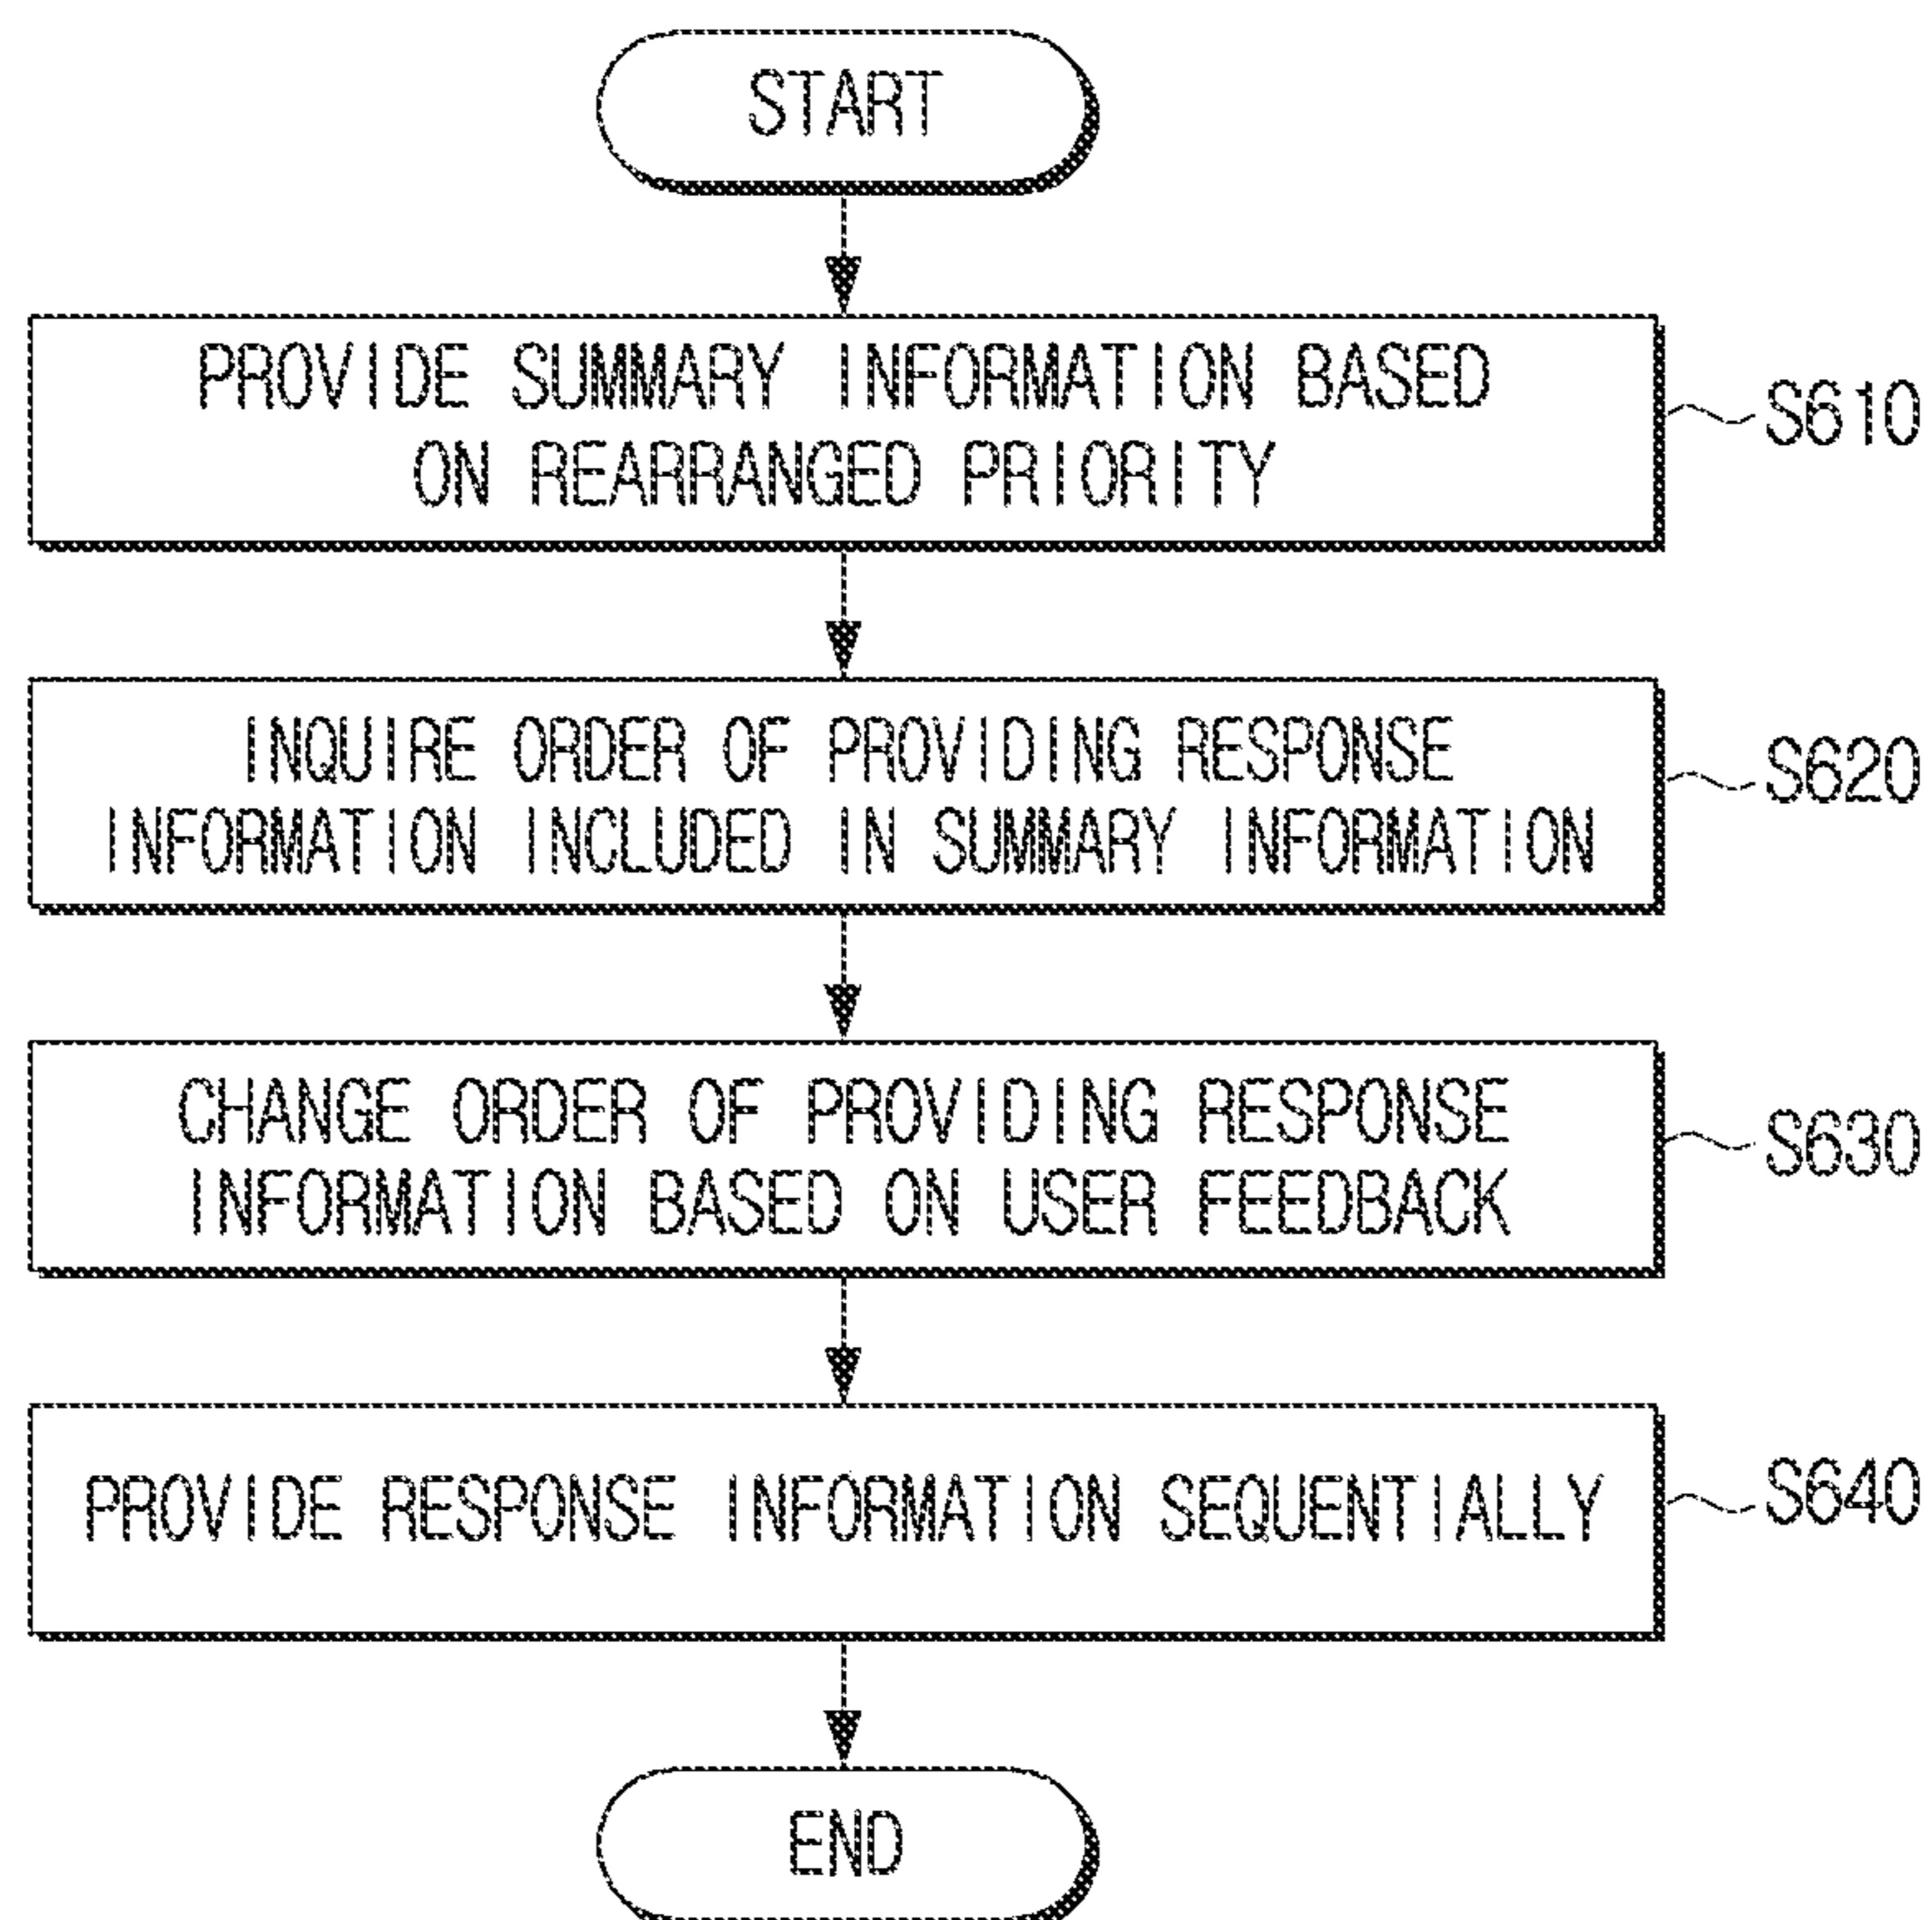 START
PROVIDE SUMMARY INFORMATION BASED
ON REARRANGED PRIORITY
S610
INQUIRE ORDER OF PROVIDING RESPONSE
INFORMATION INCLUDED IN SUMMARY INFORMATION
S620
CHANGE ORDER OF PROVIDING RESPONSE
INFORMATION BASED ON USER FEEDBACK
S630
PROVIDE RESPONSE INFORMATION SEQUENTIALLY
S640
END